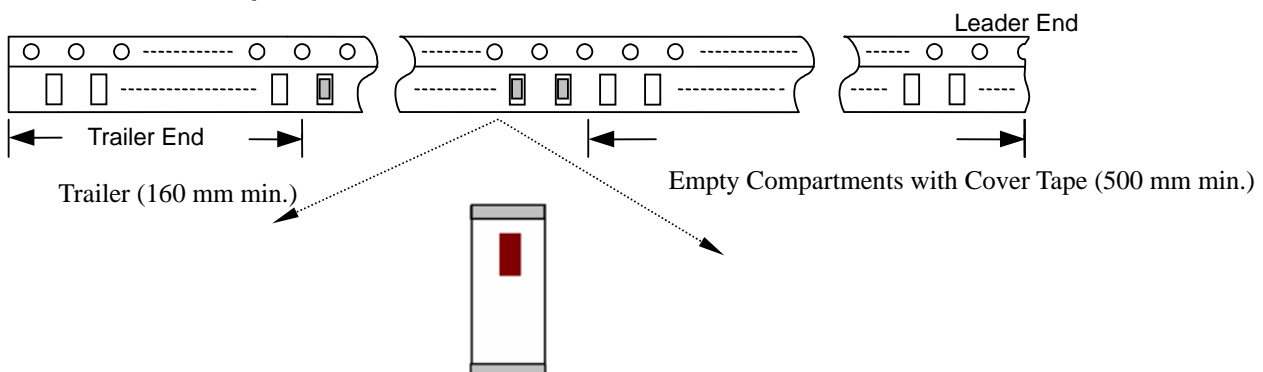 Leader End
Trailer End
Trailer (160 mm min.)
Empty Compartments with Cover Tape (500 mm min.)